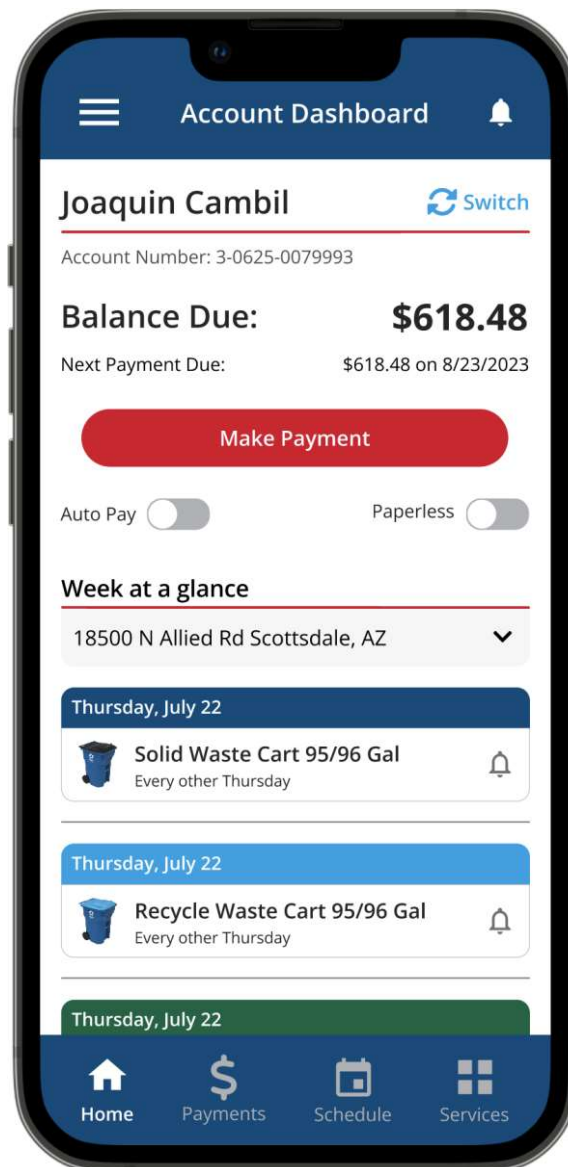 Account Dashboard
Joaquin Cambil
Switch
Account Number: 3-0625-0079993
Balance Due: $618.48
Next Payment Due: $618.48 on 8/23/2023
Make Payment
Auto Pay
Paperless
Week at a glance
18500 N Allied Rd Scottsdale, AZ
Thursday, July 22
Solid Waste Cart 95/96 Gal
Every other Thursday
Thursday, July 22
Recycle Waste Cart 95/96 Gal
Every other Thursday
Thursday, July 22
Home Payments Schedule Services